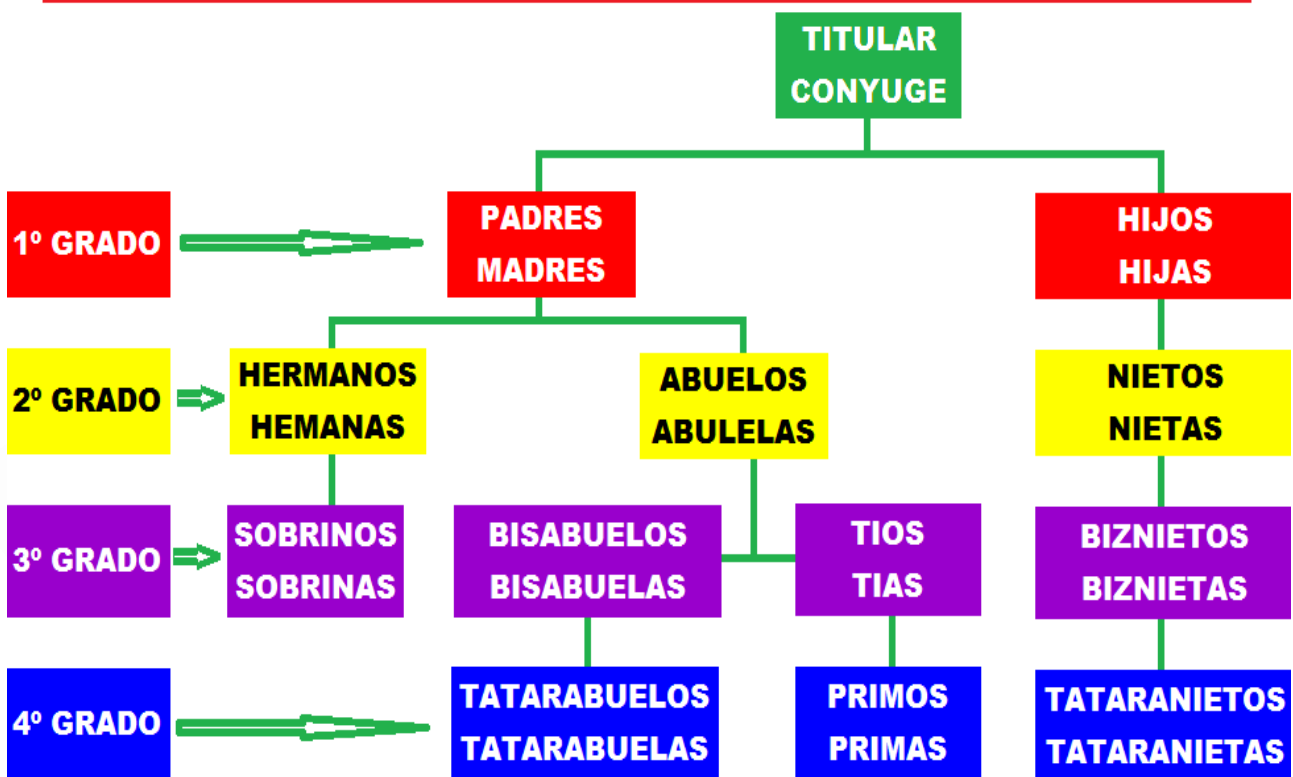 TITULAR
CONYUGE
1º GRADO
PADRES
MADRES
HIJOS
HIJAS
2º GRADO
HERMANOS
HEMANAS
ABUELOS
ABULELAS
NIETOS
NIETAS
3º GRADO
SOBRINOS
SOBRINAS
BISABUELOS
BISABUELAS
TIOS
TIAS
BIZNIETOS
BIZNIETAS
4º GRADO
TATARABUELOS
TATARABUELAS
PRIMOS
PRIMAS
TATARANIETOS
TATARANIETAS